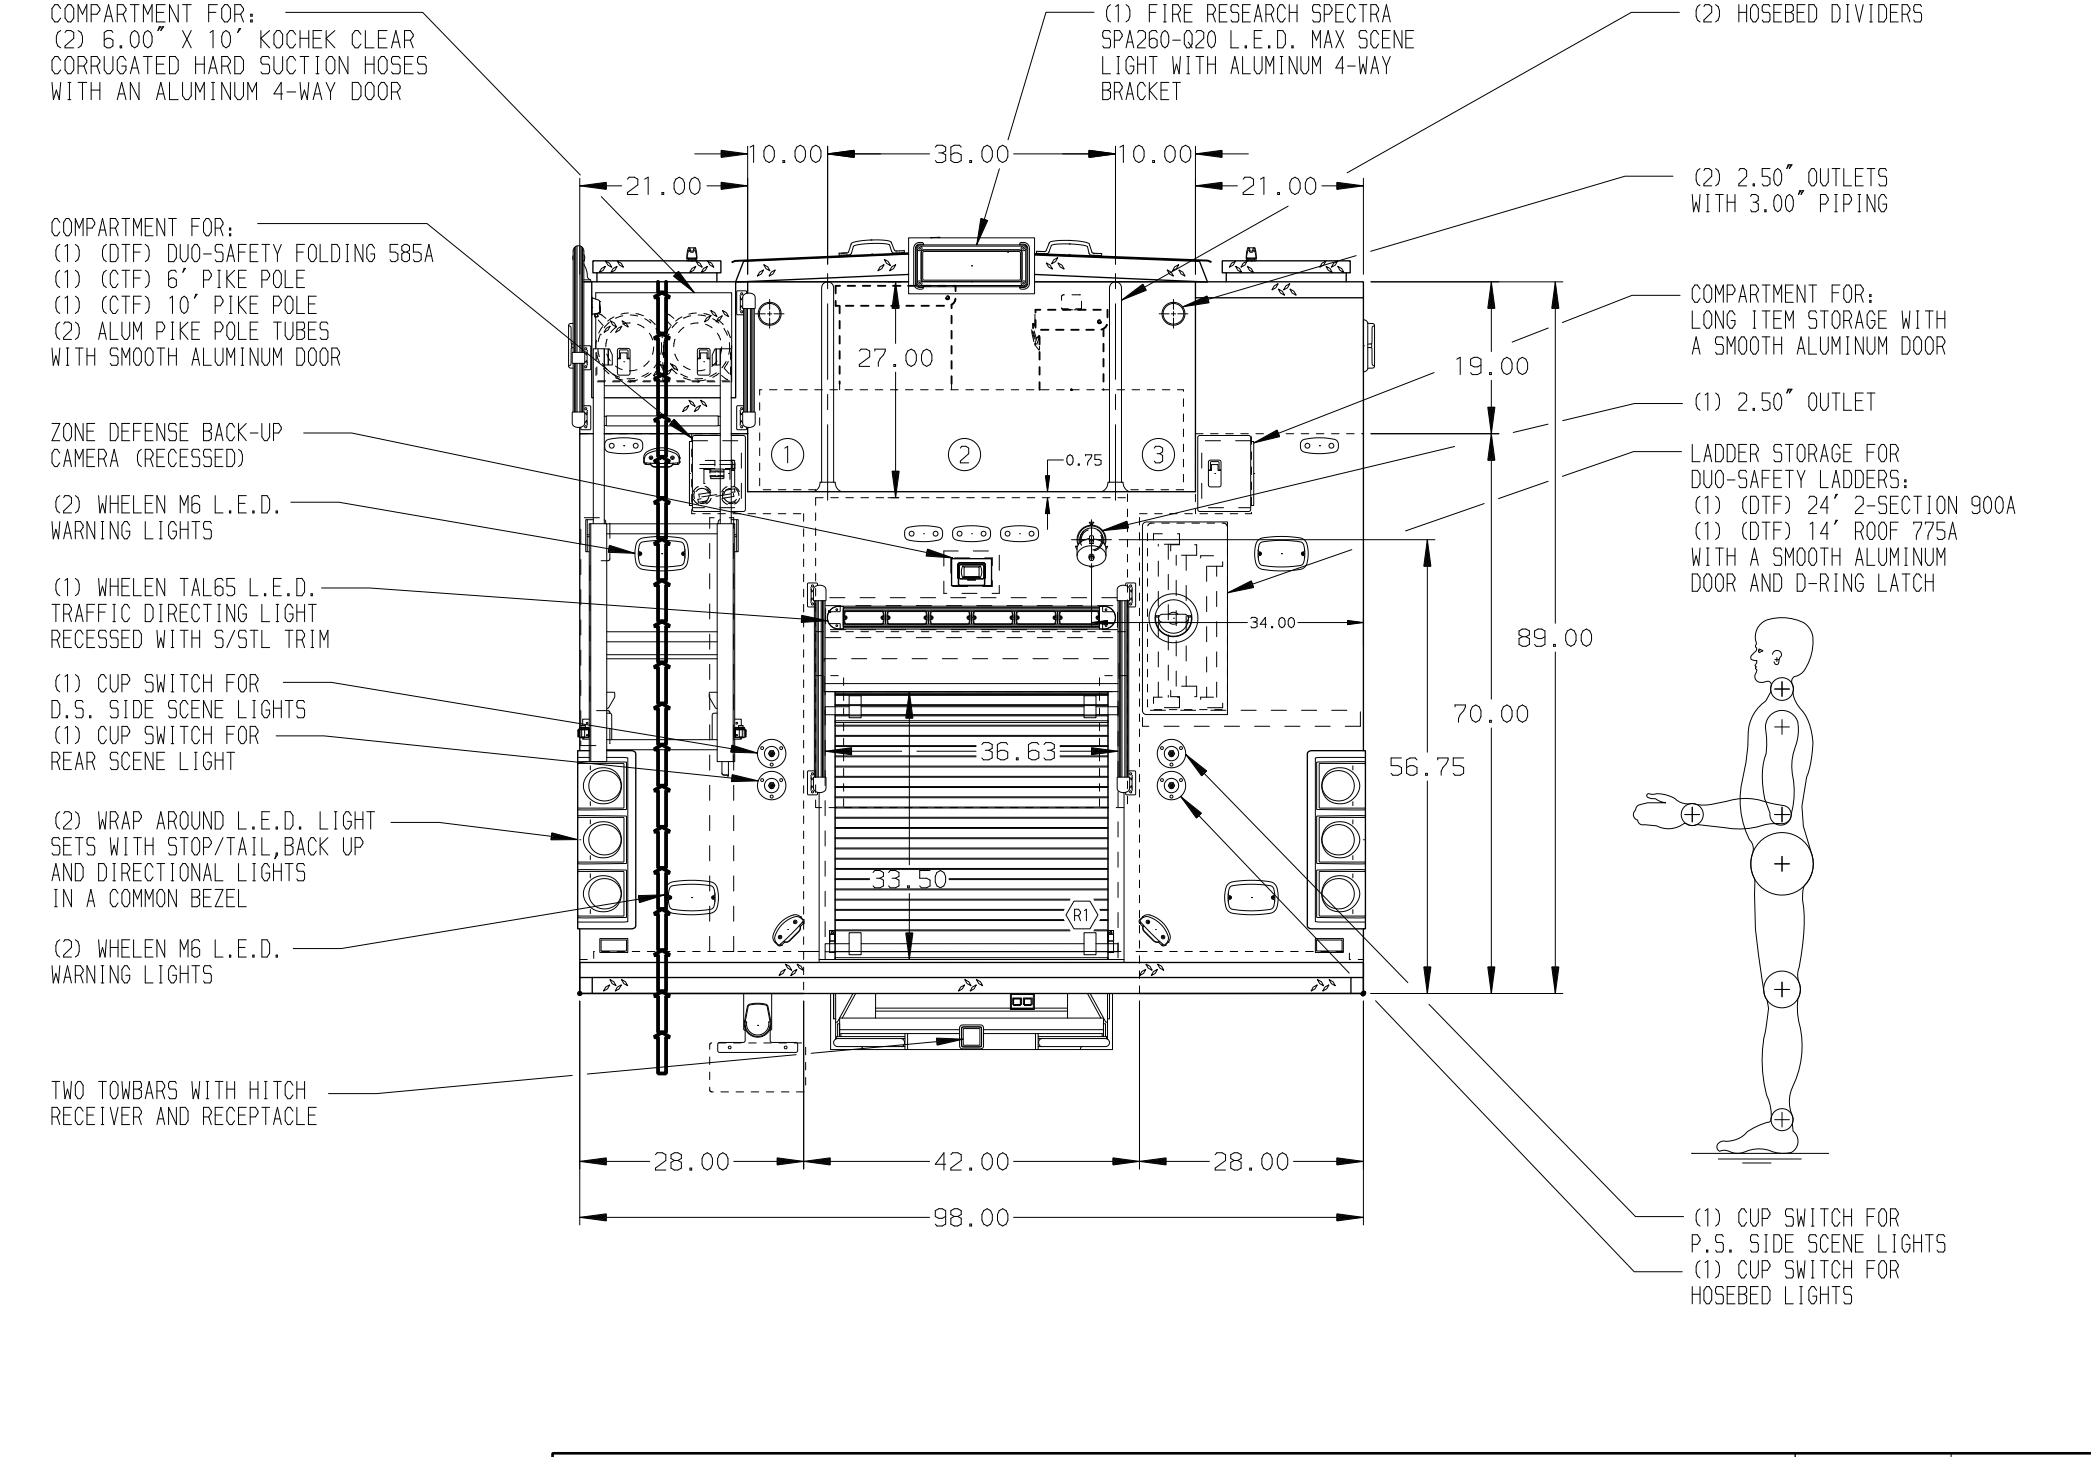 COMPARTMENT FOR:
(2) 6.00″ X 10′ KOCHEK CLEAR
CORRUGATED HARD SUCTION HOSES
WITH AN ALUMINUM 4-WAY DOOR
(1) FIRE RESEARCH SPECTRA
SPA260-Q20 L.E.D. MAX SCENE
LIGHT WITH ALUMINUM 4-WAY
BRACKET
(2) HOSEBED DIVIDERS
10.00
36.00
10.00
21.00
21.00
(2) 2.50″ OUTLETS
WITH 3.00″ PIPING
COMPARTMENT FOR:
(1) (DTF) DUO-SAFETY FOLDING 585A
(1) (CTF) 6′ PIKE POLE
(1) (CTF) 10′ PIKE POLE
(2) ALUM PIKE POLE TUBES
WITH SMOOTH ALUMINUM DOOR
COMPARTMENT FOR:
LONG ITEM STORAGE WITH
A SMOOTH ALUMINUM DOOR
27.00
19.00
(1) 2.50″ OUTLET
ZONE DEFENSE BACK-UP
CAMERA (RECESSED)
1
2
3
0.75
LADDER STORAGE FOR
DUO-SAFETY LADDERS:
(1) (DTF) 24′ 2-SECTION 900A
(1) (DTF) 14′ ROOF 775A
WITH A SMOOTH ALUMINUM
DOOR AND D-RING LATCH
(2) WHELEN M6 L.E.D.
WARNING LIGHTS
(1) WHELEN TAL65 L.E.D.
TRAFFIC DIRECTING LIGHT
RECESSED WITH S/STL TRIM
34.00
89.00
(1) CUP SWITCH FOR
D.S. SIDE SCENE LIGHTS
(1) CUP SWITCH FOR
REAR SCENE LIGHT
70.00
36.63
56.75
(2) WRAP AROUND L.E.D. LIGHT
SETS WITH STOP/TAIL,BACK UP
AND DIRECTIONAL LIGHTS
IN A COMMON BEZEL
33.50
R1
(2) WHELEN M6 L.E.D.
WARNING LIGHTS
TWO TOWBARS WITH HITCH
RECEIVER AND RECEPTACLE
28.00
42.00
28.00
98.00
(1) CUP SWITCH FOR
P.S. SIDE SCENE LIGHTS
(1) CUP SWITCH FOR
HOSEBED LIGHTS